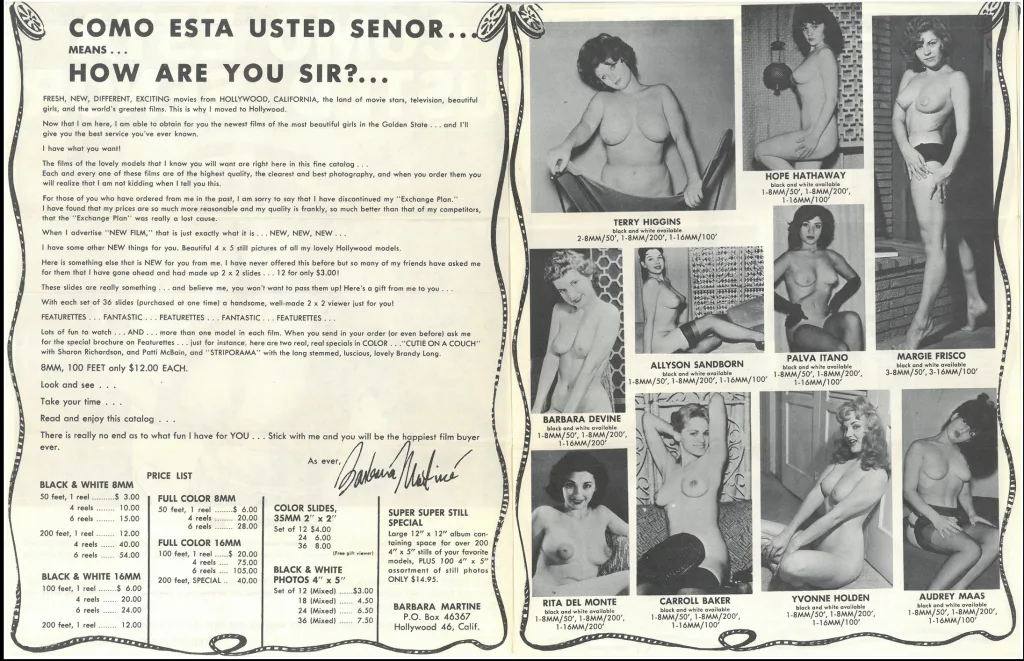 COMO ESTA USTED SENOR...
MEANS . . .
HOW ARE YOU SIR?...
FRESH, NEW, DIFFERENT, EXCITING movies from HOLLYWOOD, CALIFORNIA, the land of movie stars, television, beautiful
girls, and the world's greatest films. This is why I moved to Hollywood.
Now that I am here, I am able to obtain for you the newest films of the most beautiful girls in the Golden State . . . and I'll
give you the best service you've ever known.
I have what you want!
The films of the lovely models that I know you will want are right here in this fine catalog . . .
Each and every one of these films are of the highest quality, the clearest and best photography, and when you order them you
will realize that I am not kidding when I tell you this.
For those of you who have ordered from me in the past, I am sorry to say that I have discontinued my "Exchange Plan."
I have found that my prices are so much more reasonable and my quality is frankly, so much better than that of my competitors,
that the "Exchange Plan" was really a lost cause.
When I advertise "NEW FILM," that is just exactly what it is . . . NEW, NEW, NEW . . .
I have some other NEW things for you. Beautiful 4 x 5 still pictures of all my lovely Hollywood models.
Here is something else that is NEW for you from me. I have never offered this before but so many of my friends have asked me
for them that I have gone ahead and had made up 2 x 2 slides . . . 12 for only $3.00!
These slides are really something . . . and believe me, you won't want to pass them up! Here's a gift from me to you . . .
With each set of 36 slides (purchased at one time) a handsome, well-made 2 x 2 viewer just for you!
FEATURETTES . . . FANTASTIC . . . FEATURETTES . . . FANTASTIC . . . FEATURETTES . . .
Lots of fun to watch . . . AND . . . more than one model in each film. When you send in your order (or even before) ask me
for the special brochure on Featurettes . . . just for instance, here are two real, real specials in COLOR . . . "CUTIE ON A COUCH"
with Sharon Richardson, and Patti McBain, and "STRIPORAMA" with the long stemmed, luscious, lovely Brandy Long.
8MM, 100 FEET only $12.00 EACH.
Look and see . . .
Take your time . . .
Read and enjoy this catalog . . .
There is really no end as to what fun I have for YOU . . . Stick with me and you will be the happiest film buyer
ever.
As ever,
Barbara Martine
PRICE LIST
BLACK & WHITE 8MM
50 feet, 1 reel .........$ 3.00
4 reels ......... 10.00
6 reels ......... 15.00
200 feet, 1 reel ........ 12.00
4 reels ........ 40.00
6 reels ........ 54.00
BLACK & WHITE 16MM
100 feet, 1 reel ....$ 6.00
4 reels ........ 20.00
6 reels ........ 24.00
200 feet, 1 reel ........ 12.00
FULL COLOR 8MM
50 feet, 1 reel .......$ 6.00
4 reels ....... 20.00
6 reels ....... 28.00
FULL COLOR 16MM
100 feet, 1 reel .....$ 20.00
4 reels .... 75.00
6 reels .... 105.00
200 feet, SPECIAL .. 40.00
COLOR SLIDES,
35MM 2" x 2"
Set of 12 $4.00
24 6.00
36 8.00
(Free gift viewer)
BLACK & WHITE
PHOTOS 4" x 5"
Set of 12 (Mixed) ......$3.00
18 (Mixed) ...... 4.50
24 (Mixed) ...... 6.50
36 (Mixed) ...... 7.50
SUPER SUPER STILL
SPECIAL
Large 12" x 12" album con-
taining space for over 200
4" x 5" stills of your favorite
models, PLUS 100 4" x 5"
assortment of still photos
ONLY $14.95.
BARBARA MARTINE
P.O. Box 46367
Hollywood 46, Calif.
TERRY HIGGINS
black and white available
2-8MM/50', 1-8MM/200', 1-16MM/100'
HOPE HATHAWAY
black and white available
1-8MM/50', 1-8MM/200',
1-16MM/100'
BARBARA DEVINE
black and white available
1-8MM/50', 1-8MM/200',
1-16MM/200'
ALLYSON SANDBORN
black and white available
1-8MM/50', 1-8MM/200', 1-16MM/100'
PALVA ITANO
black and white available
1-8MM/50', 1-8MM/200',
1-16MM/100'
MARGIE FRISCO
black and white available
3-8MM/50', 3-16MM/100'
RITA DEL MONTE
black and white available
1-8MM/50', 1-8MM/200',
1-16MM/200'
CARROLL BAKER
black and white available
1-8MM/50', 1-8MM/200',
1-16MM/100'
YVONNE HOLDEN
black and white available
1-8MM/50', 1-8MM/200',
1-16MM/100'
AUDREY MAAS
black and white available
1-8MM/50', 1-8MM/200',
1-16MM/100'